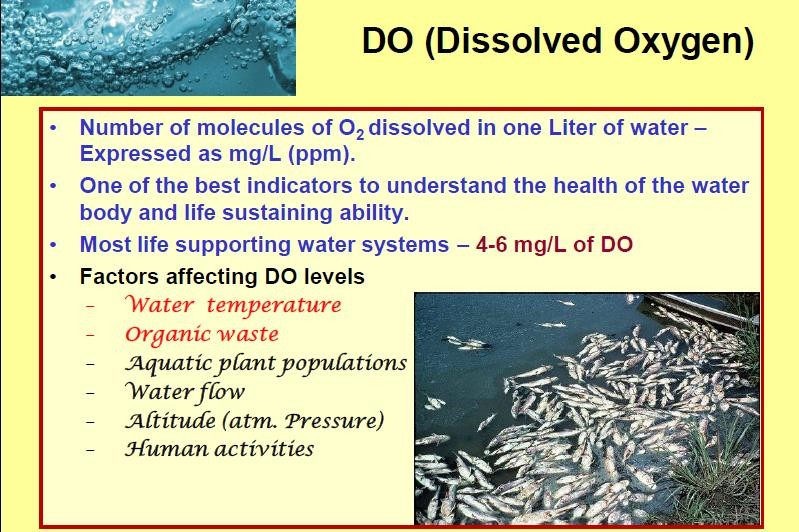 DO (Dissolved Oxygen)
• Number of molecules of O₂ dissolved in one Liter of water –
Expressed as mg/L (ppm).
• One of the best indicators to understand the health of the water
body and life sustaining ability.
• Most life supporting water systems – 4-6 mg/L of DO
• Factors affecting DO levels
– Water temperature
– Organic waste
– Aquatic plant populations
– Water flow
– Altitude (atm. Pressure)
– Human activities